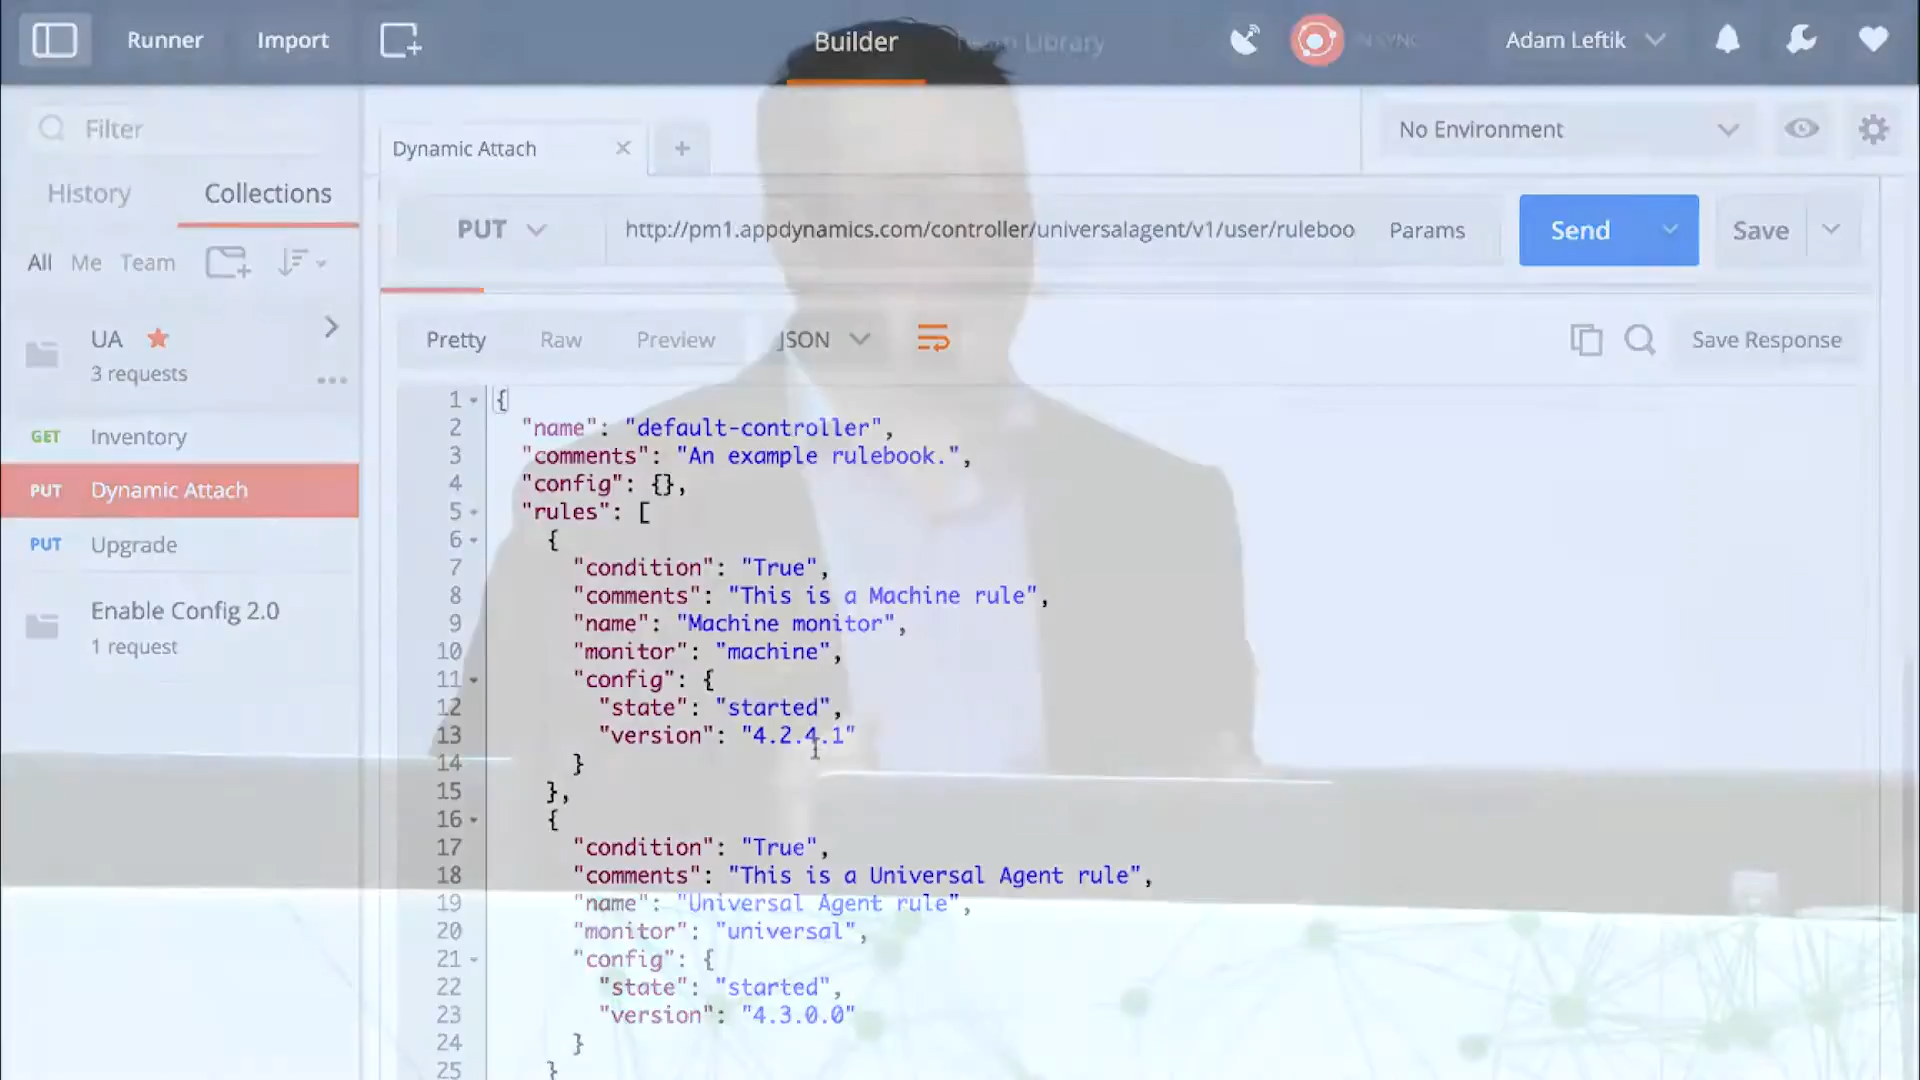 Runner
Import
Builder
Team Library
IN SYNC
Adam Leftik
Filter
Dynamic Attach
No Environment
History
Collections
PUT
http://pm1.appdynamics.com/controller/universalagent/v1/user/ruleboo
Params
Send
Save
All Me Team
UA
3 requests
Pretty
Raw
Preview
JSON
Save Response
GET Inventory
PUT Dynamic Attach
PUT Upgrade
Enable Config 2.0
1 request
1 {
2 "name": "default-controller",
3 "comments": "An example rulebook.",
4 "config": {},
5 "rules": [
6 {
7 "condition": "True",
8 "comments": "This is a Machine rule",
9 "name": "Machine monitor",
10 "monitor": "machine",
11 "config": {
12 "state": "started",
13 "version": "4.2.4.1"
14 }
15 },
16 {
17 "condition": "True",
18 "comments": "This is a Universal Agent rule",
19 "name": "Universal Agent rule",
20 "monitor": "universal",
21 "config": {
22 "state": "started",
23 "version": "4.3.0.0"
24 }
25 }